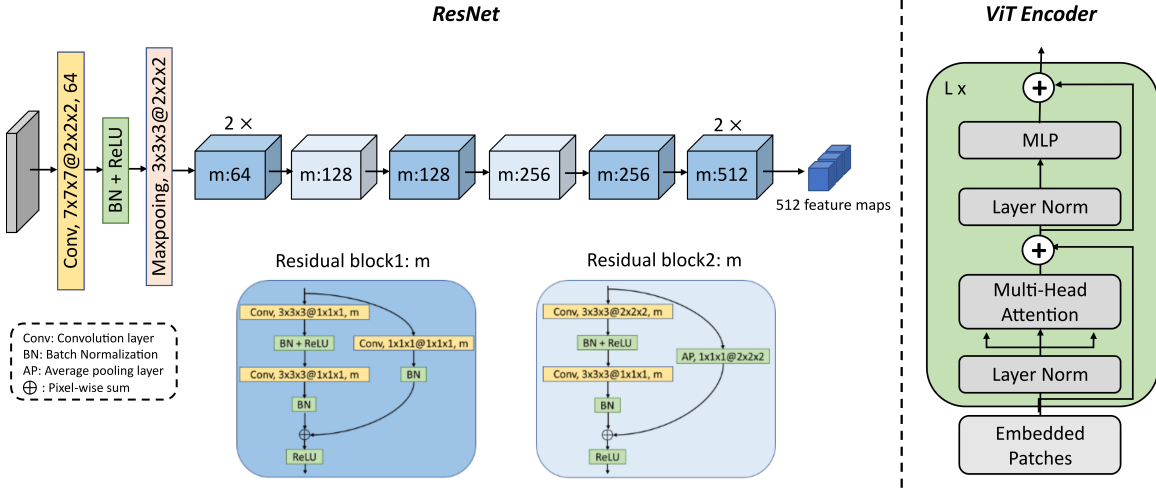 ResNet
Conv, 7x7x7@2x2x2, 64
BN + ReLU
Maxpooing, 3x3x3@2x2x2
2 ×
m:64
m:128
m:128
m:256
m:256
2 ×
m:512
512 feature maps
Conv: Convolution layer
BN: Batch Normalization
AP: Average pooling layer
: Pixel-wise sum
Residual block1: m
Conv, 3x3x3@1x1x1, m
BN + ReLU
Conv, 1x1x1@1x1x1, m
Conv, 3x3x3@1x1x1, m
BN
BN
ReLU
Residual block2: m
Conv, 3x3x3@2x2x2, m
BN + ReLU
AP, 1x1x1@2x2x2
Conv, 3x3x3@1x1x1, m
BN
ReLU
ViT Encoder
L x
MLP
Layer Norm
Multi-Head
Attention
Layer Norm
Embedded
Patches